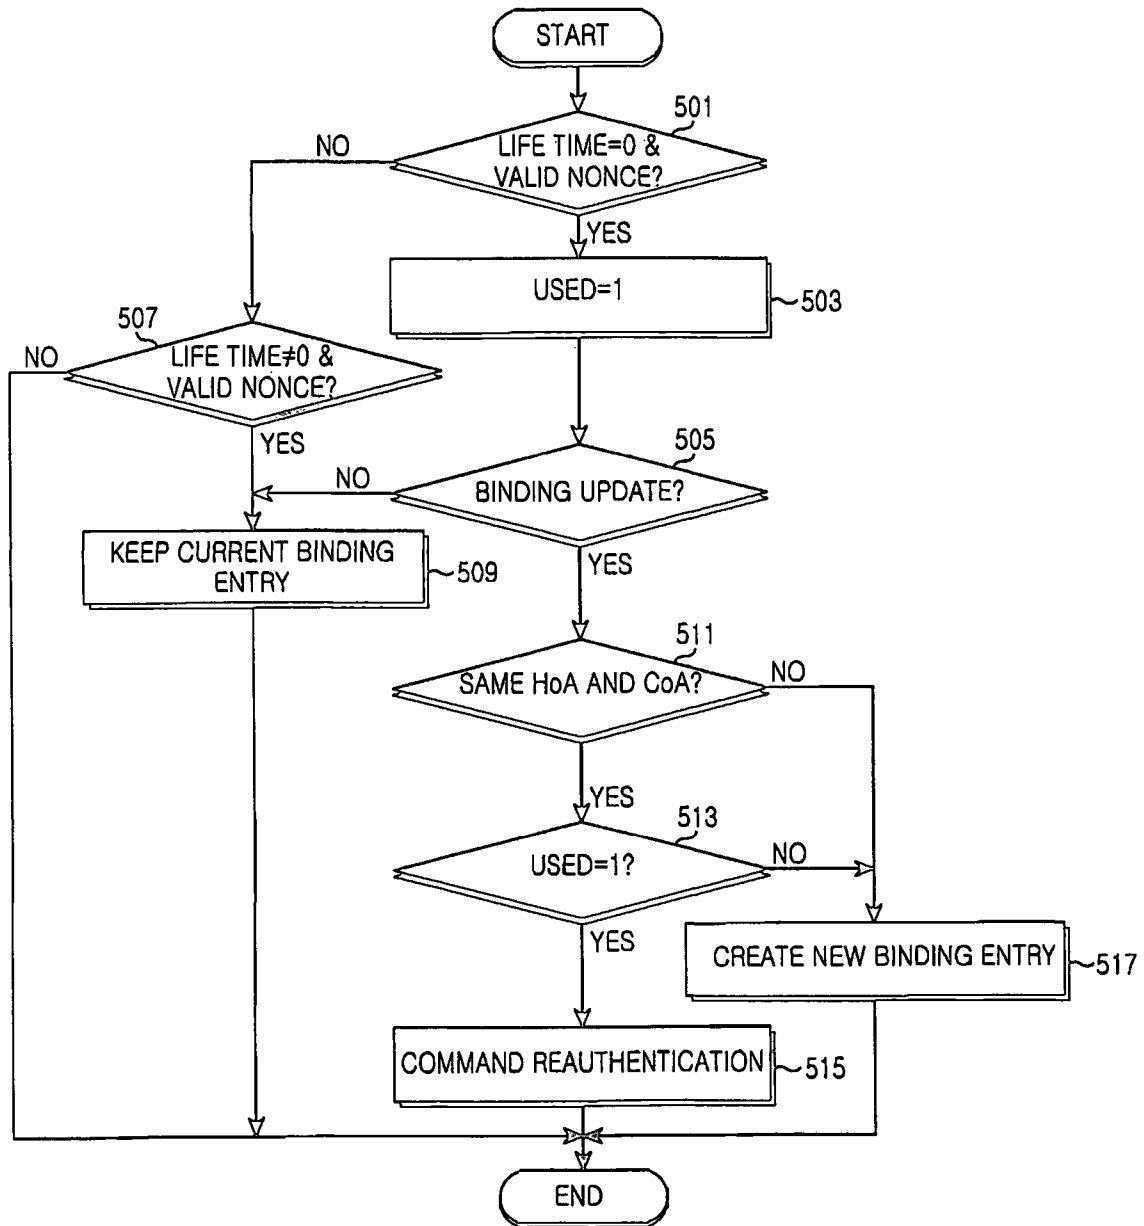 START
501
LIFE TIME=0 &
VALID NONCE?
NO
YES
USED=1
503
507
LIFE TIME≠0 &
VALID NONCE?
NO
YES
505
BINDING UPDATE?
NO
YES
KEEP CURRENT BINDING
ENTRY
509
511
SAME HoA AND CoA?
NO
YES
513
USED=1?
NO
YES
CREATE NEW BINDING ENTRY
517
COMMAND REAUTHENTICATION
515
END